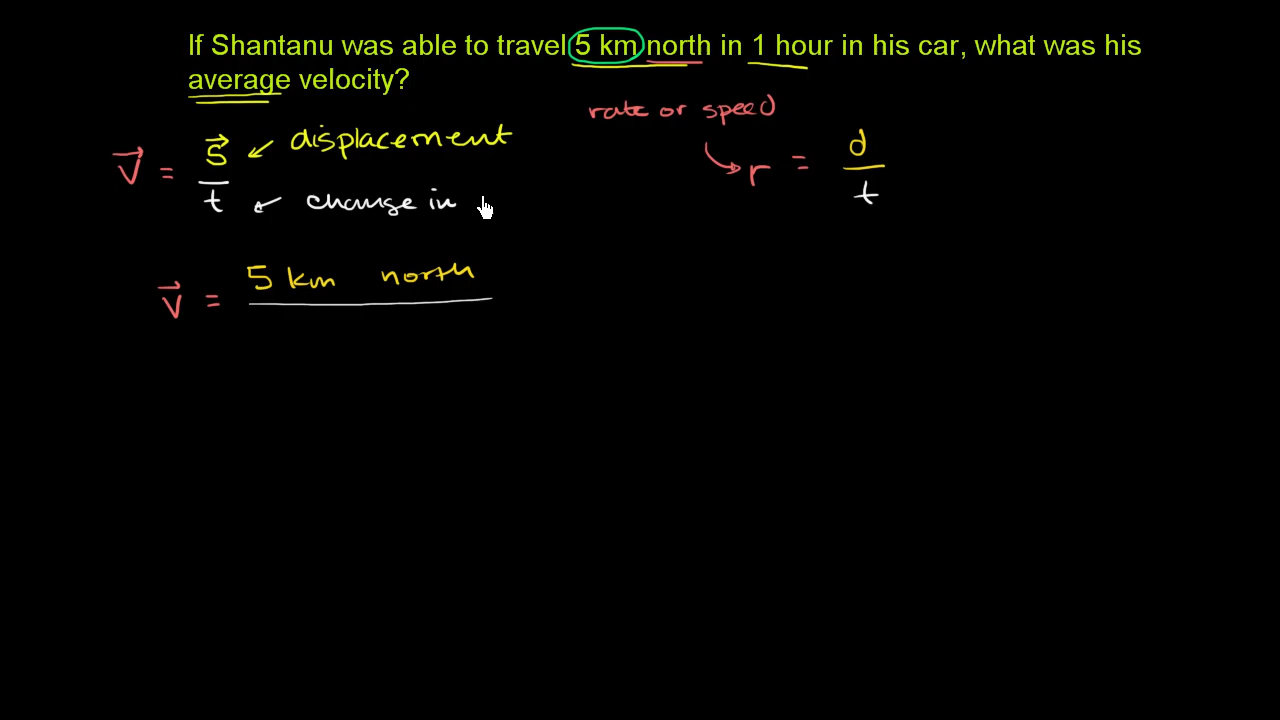 If Shantanu was able to travel 5 km north in 1 hour in his car, what was his
average velocity?
rate or speed
v = s/t
displacement
change in
r = d/t
v = 5 km north